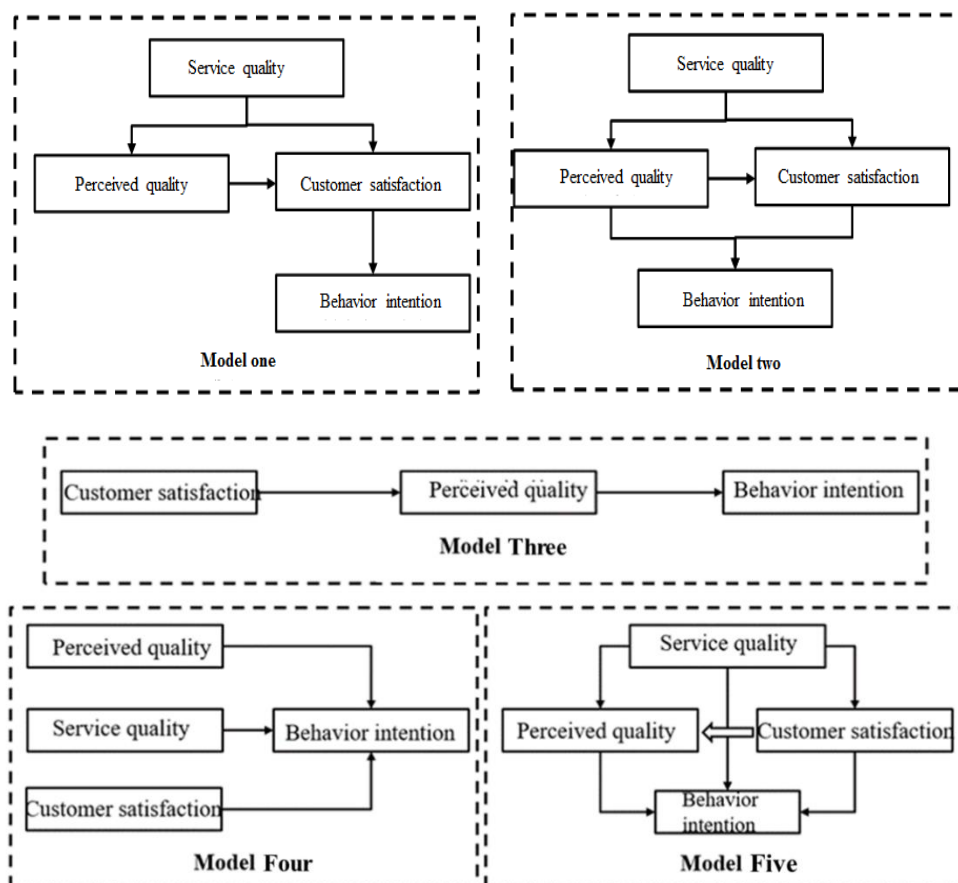 Service quality
Perceived quality
Customer satisfaction
Behavior intention
Model one
Service quality
Perceived quality
Customer satisfaction
Behavior intention
Model two
Customer satisfaction
Perceived quality
Behavior intention
Model Three
Perceived quality
Service quality
Behavior intention
Customer satisfaction
Model Four
Service quality
Perceived quality
Customer satisfaction
Behavior
intention
Model Five